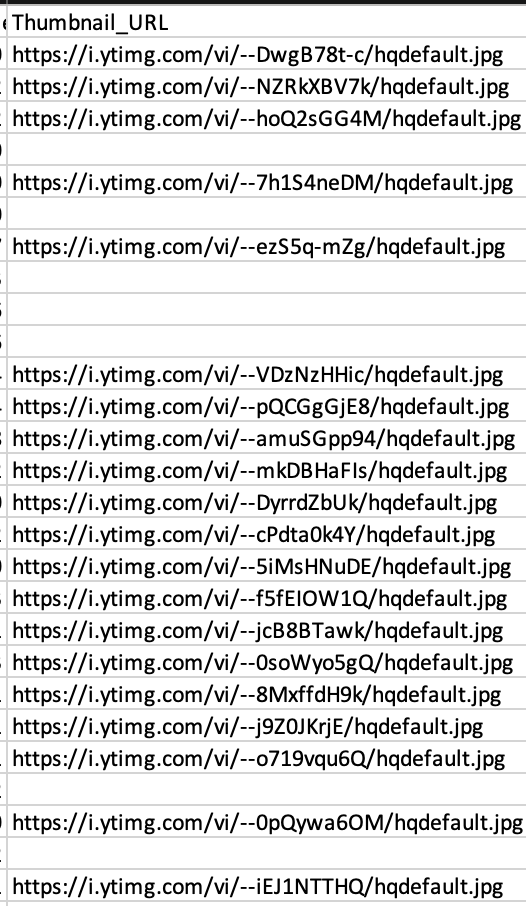 Thumbnail_URL
https://i.ytimg.com/vi/--DwgB78t-c/hqdefault.jpg
https://i.ytimg.com/vi/--NZRkXBV7k/hqdefault.jpg
https://i.ytimg.com/vi/--hoQ2sGG4M/hqdefault.jpg
https://i.ytimg.com/vi/--7h1S4neDM/hqdefault.jpg
https://i.ytimg.com/vi/--ezS5q-mZg/hqdefault.jpg
https://i.ytimg.com/vi/--VDzNzHHic/hqdefault.jpg
https://i.ytimg.com/vi/--pQCGgGjE8/hqdefault.jpg
https://i.ytimg.com/vi/--amuSGpp94/hqdefault.jpg
https://i.ytimg.com/vi/--mkDBHaFIs/hqdefault.jpg
https://i.ytimg.com/vi/--DyrrdZbUk/hqdefault.jpg
https://i.ytimg.com/vi/--cPdta0k4Y/hqdefault.jpg
https://i.ytimg.com/vi/--5iMsHNuDE/hqdefault.jpg
https://i.ytimg.com/vi/--f5fEIOW1Q/hqdefault.jpg
https://i.ytimg.com/vi/--jcB8BTawk/hqdefault.jpg
https://i.ytimg.com/vi/--0soWyo5gQ/hqdefault.jpg
https://i.ytimg.com/vi/--8MxffdH9k/hqdefault.jpg
https://i.ytimg.com/vi/--j9Z0JKrjE/hqdefault.jpg
https://i.ytimg.com/vi/--o719vqu6Q/hqdefault.jpg
https://i.ytimg.com/vi/--0pQywa6OM/hqdefault.jpg
https://i.ytimg.com/vi/--iEJ1NTTHQ/hqdefault.jpg